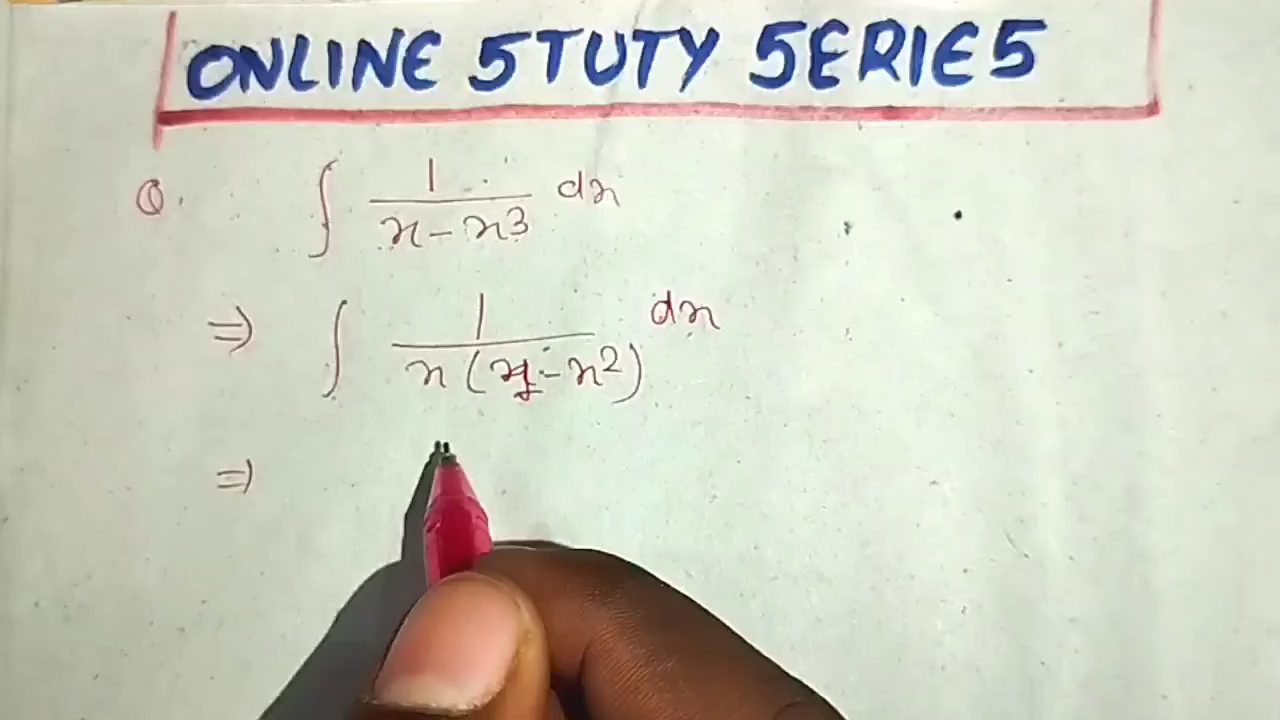 ONLINE STUTY SERIES
Q. ∫ 1/(x-x3) dx
⇒ ∫ 1/(x(1-x2)) dx
⇒